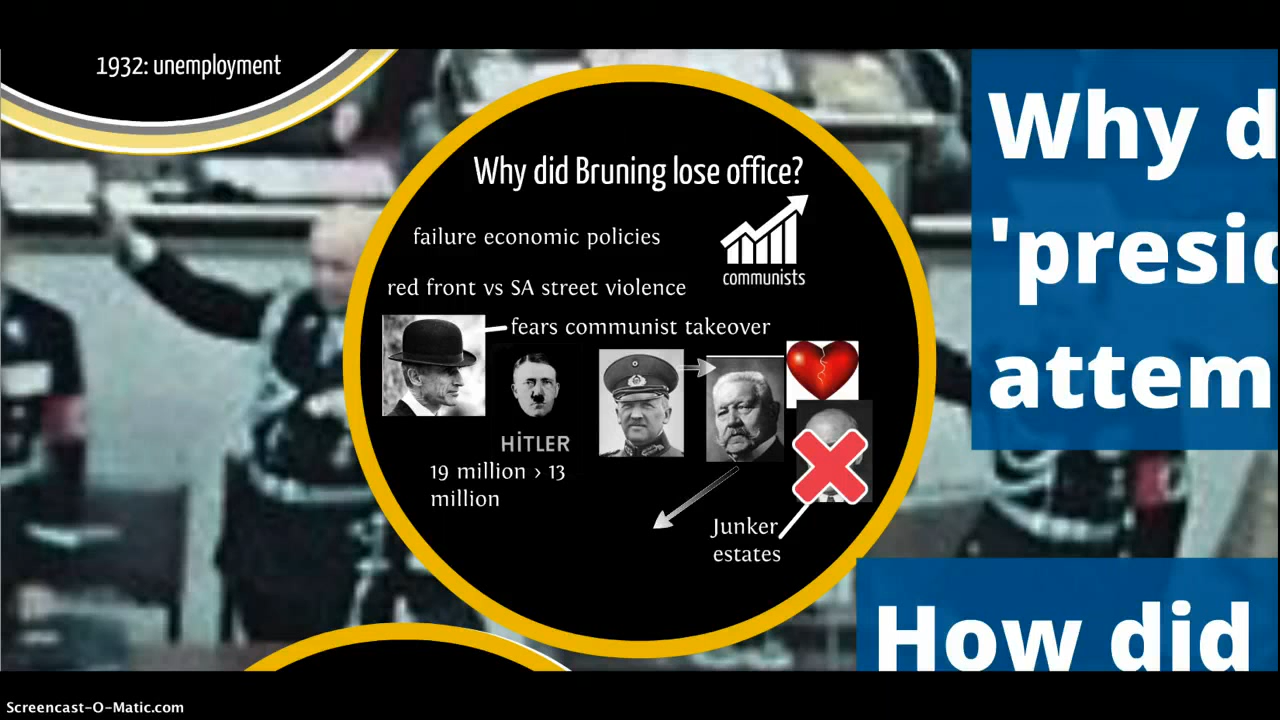 1932: unemployment
Why did Bruning lose office?
failure economic policies
communists
red front vs SA street violence
fears communist takeover
HİTLER
19 million > 13
million
Junker
estates
Why d
'presid
attem
How did
Screencast-O-Matic.com